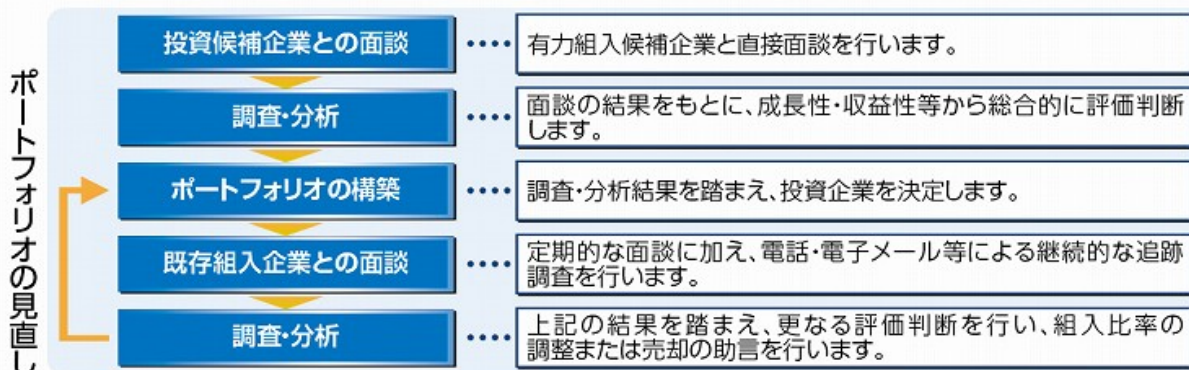 ポートフォリオの見直し
投資候補企業との面談
有力組入候補企業と直接面談を行います。
調査・分析
面談の結果をもとに、成長性・収益性等から総合的に評価判断
します。
ポートフォリオの構築
調査・分析結果を踏まえ、投資企業を決定します。
既存組入企業との面談
定期的な面談に加え、電話・電子メール等による継続的な追跡
調査を行います。
調査・分析
上記の結果を踏まえ、更なる評価判断を行い、組入比率の
調整または売却の助言を行います。